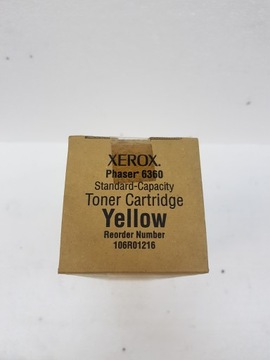 XEROX.
Phaser® 6360
Standard-Capacity
Toner Cartridge
Yellow
Reorder Number
106R01216